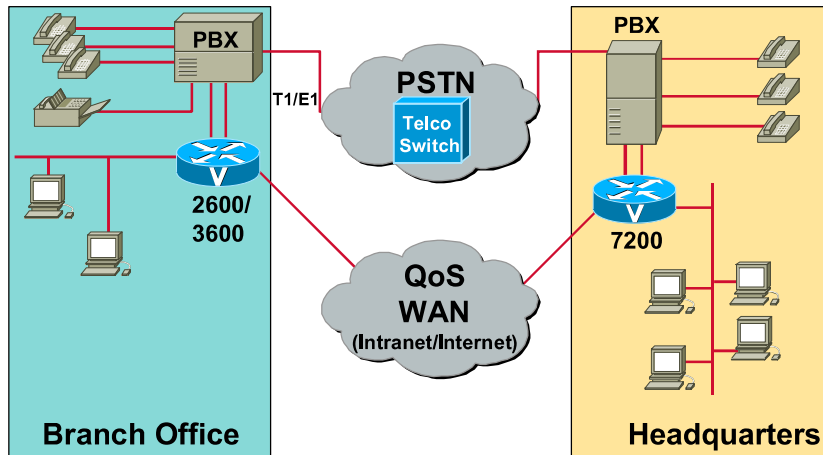 PBX
T1/E1
PSTN
Telco
Switch
PBX
V
2600/
3600
V
7200
QoS
WAN
(Intranet/Internet)
Branch Office
Headquarters